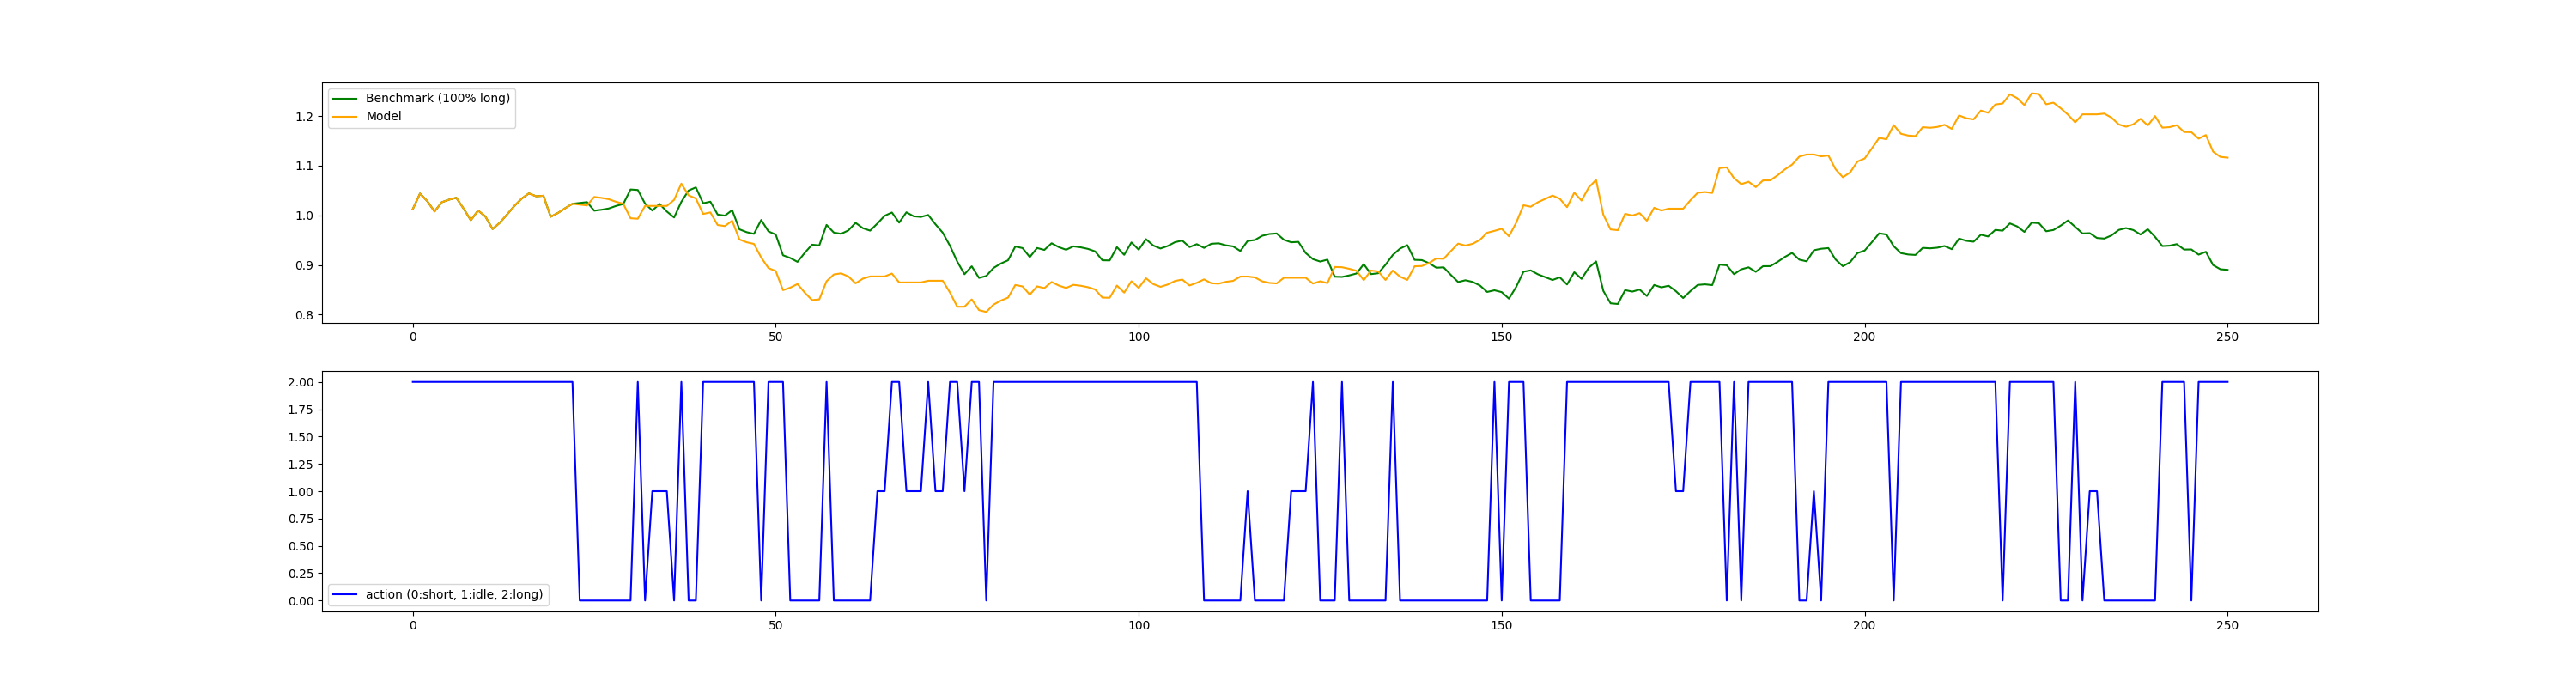 Benchmark (100% long)
Model
1.2
1.1
1.0
0.9
0.8
0 50 100 150 200 250
2.00
1.75
1.50
1.25
1.00
0.75
0.50
0.25
0.00
action (0:short, 1:idle, 2:long)
0 50 100 150 200 250